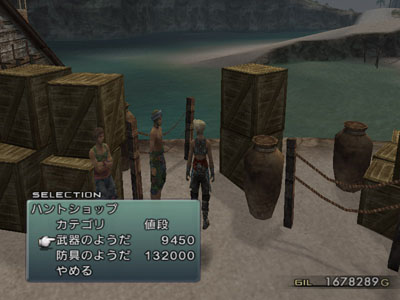 SELECTION
ハントショップ
カテゴリ 値段
武器のようだ 9450
防具のようだ 132000
やめる
GIL 1678289 G